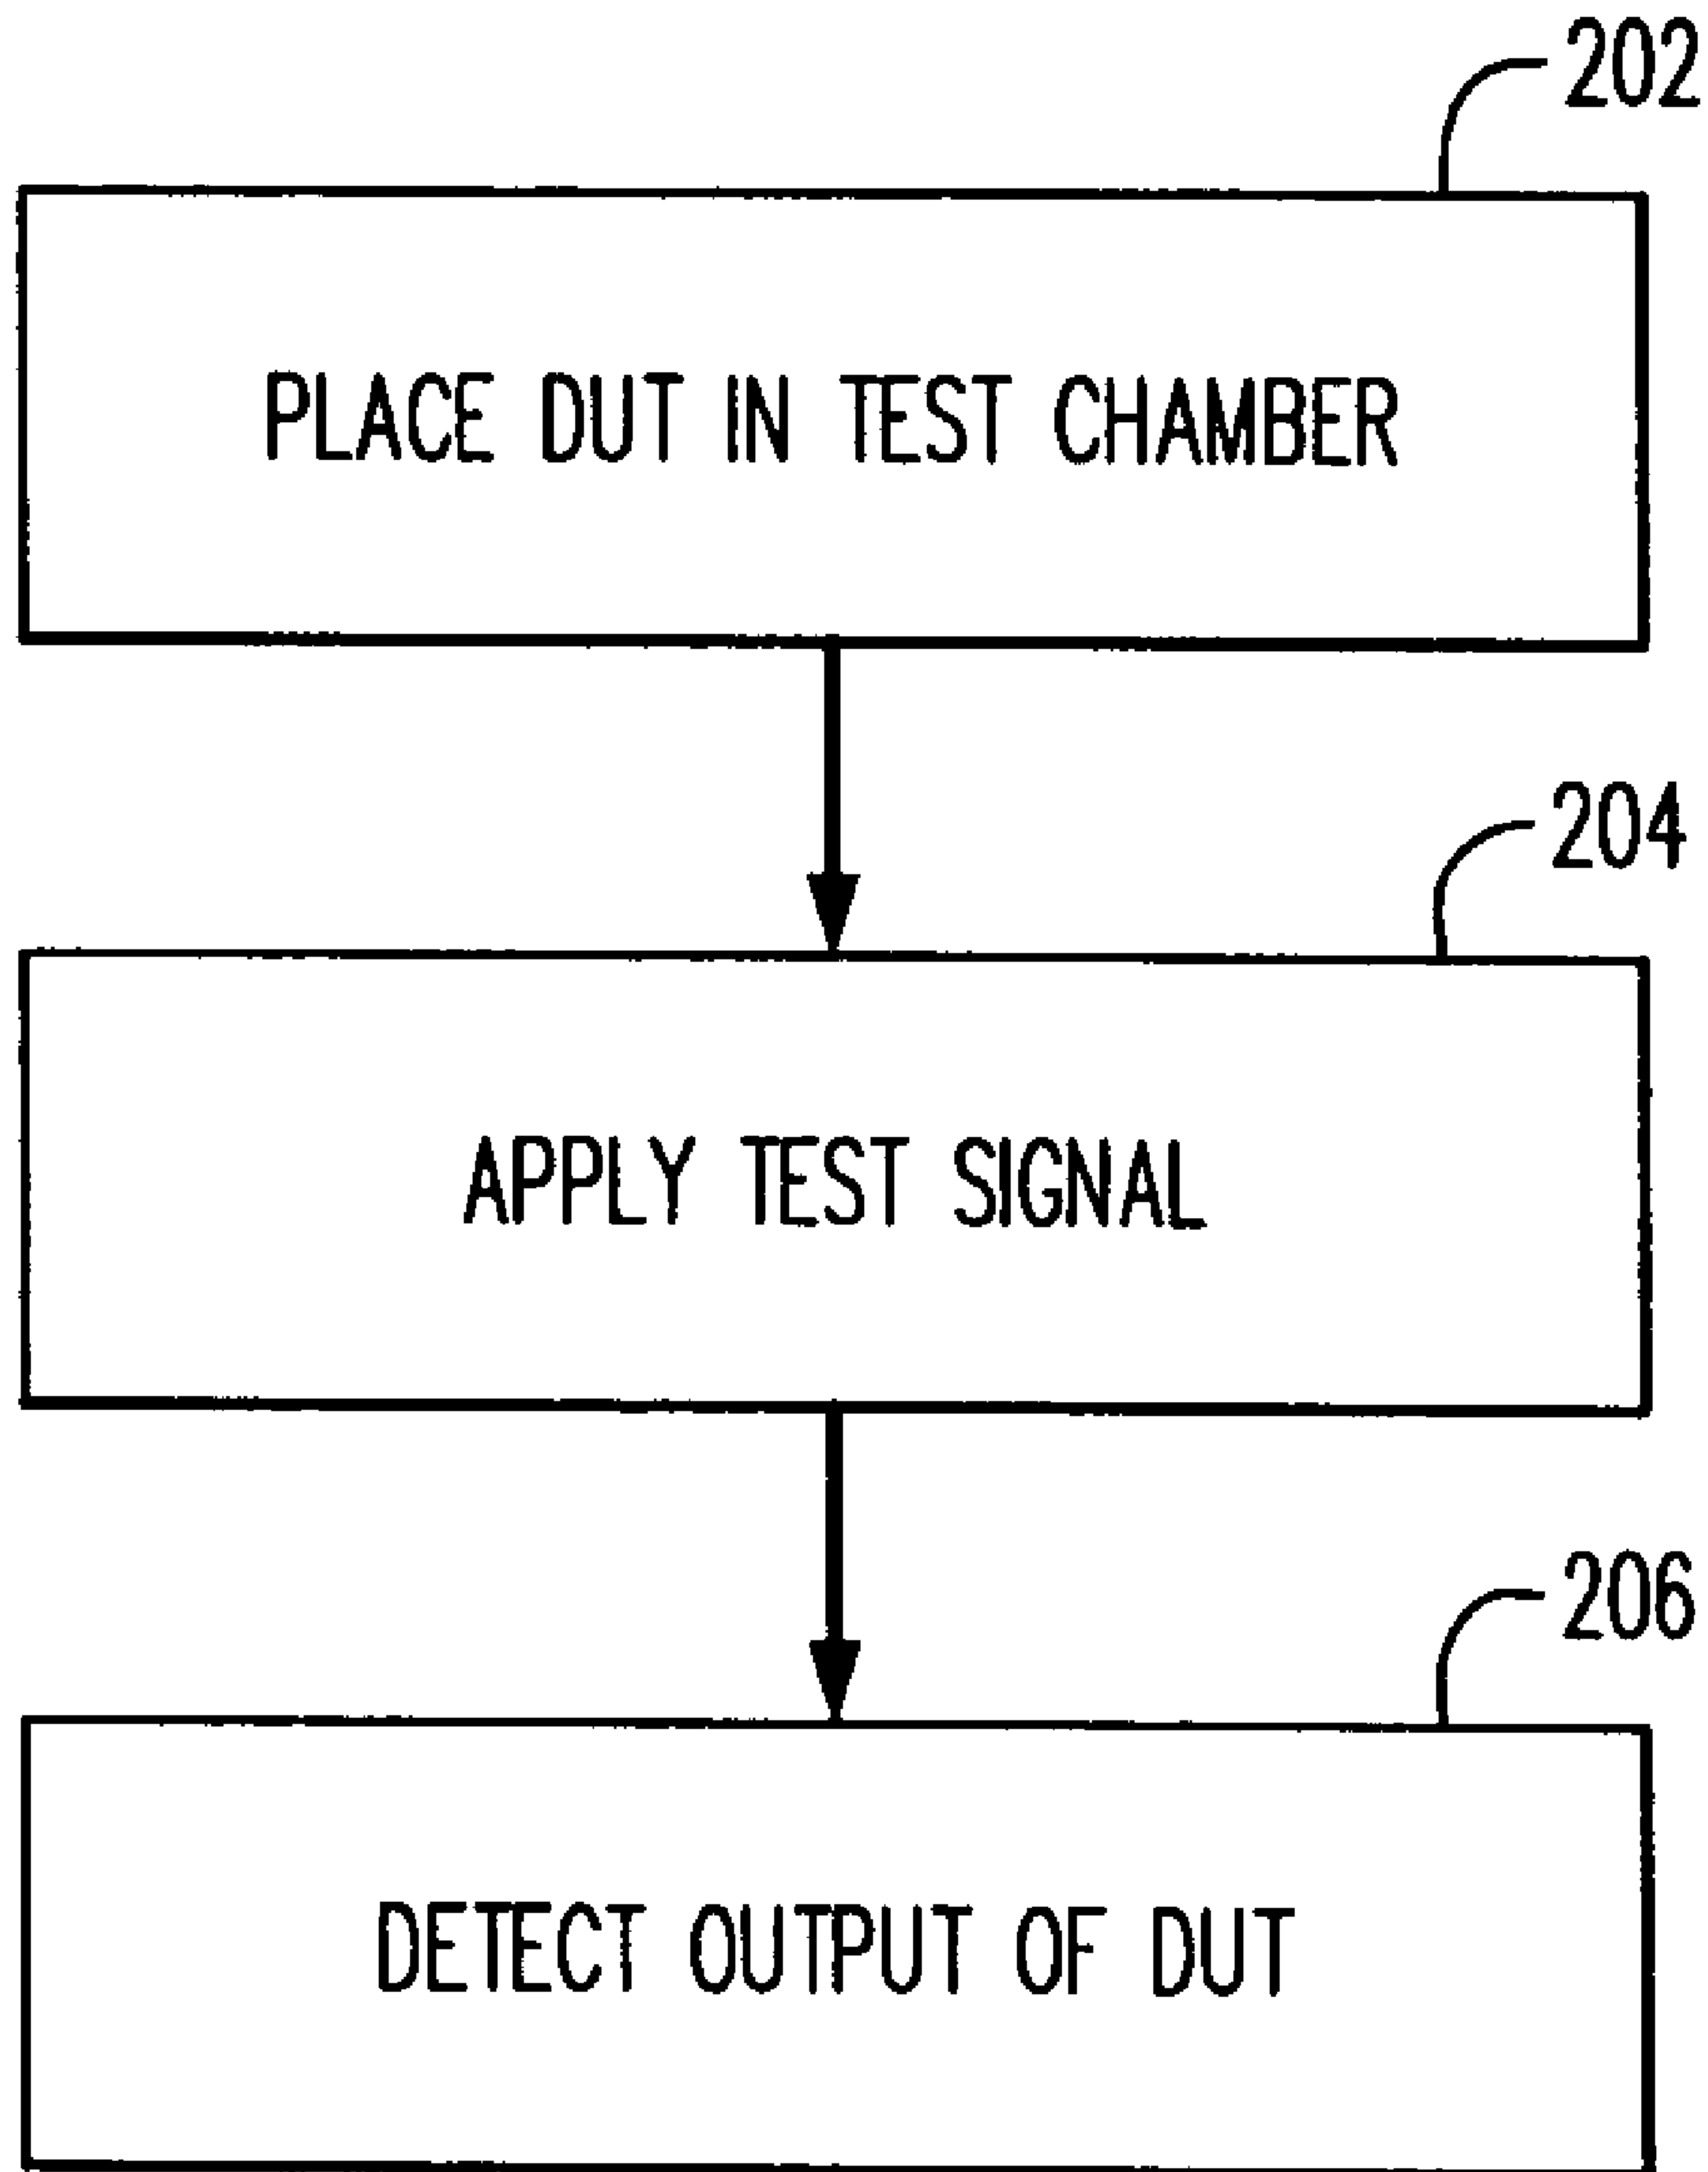 202
PLACE DUT IN TEST CHAMBER
204
APPLY TEST SIGNAL
206
DETECT OUTPUT OF DUT